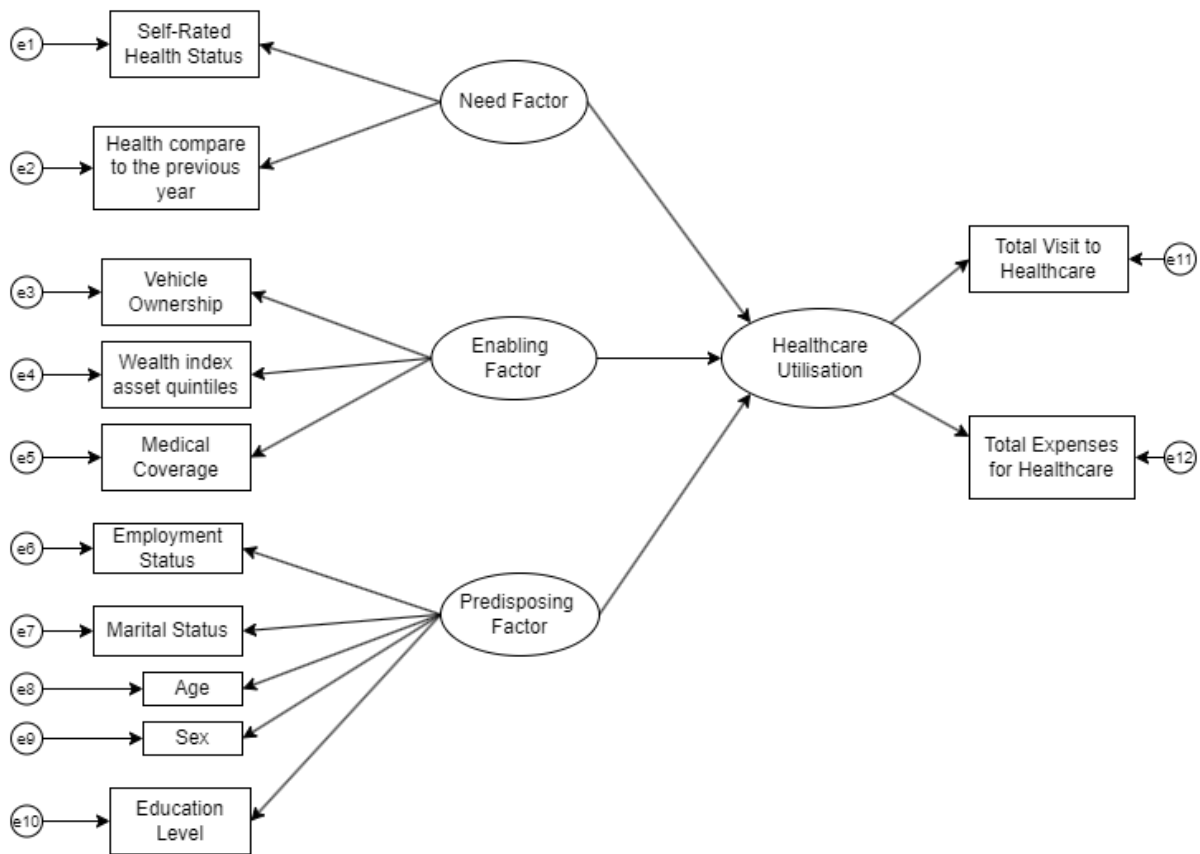 e1
Self-Rated
Health Status
Need Factor
e2
Health compare
to the previous
year
e3
Vehicle
Ownership
e4
Wealth index
asset quintiles
Enabling
Factor
e5
Medical
Coverage
e6
Employment
Status
e7
Marital Status
Predisposing
Factor
e8
Age
e9
Sex
e10
Education
Level
Healthcare
Utilisation
Total Visit to
Healthcare
e11
Total Expenses
for Healthcare
e12